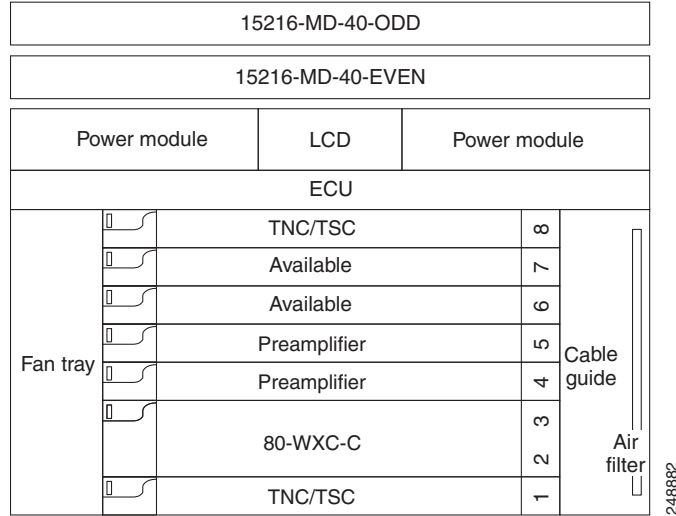 15216-MD-40-ODD
15216-MD-40-EVEN
Power module
LCD
Power module
ECU
TNC/TSC
8
Available
7
Available
6
Preamplifier
5
Fan tray
Cable
guide
Preamplifier
4
80-WXC-C
3
2
Air
filter
TNC/TSC
1
248882